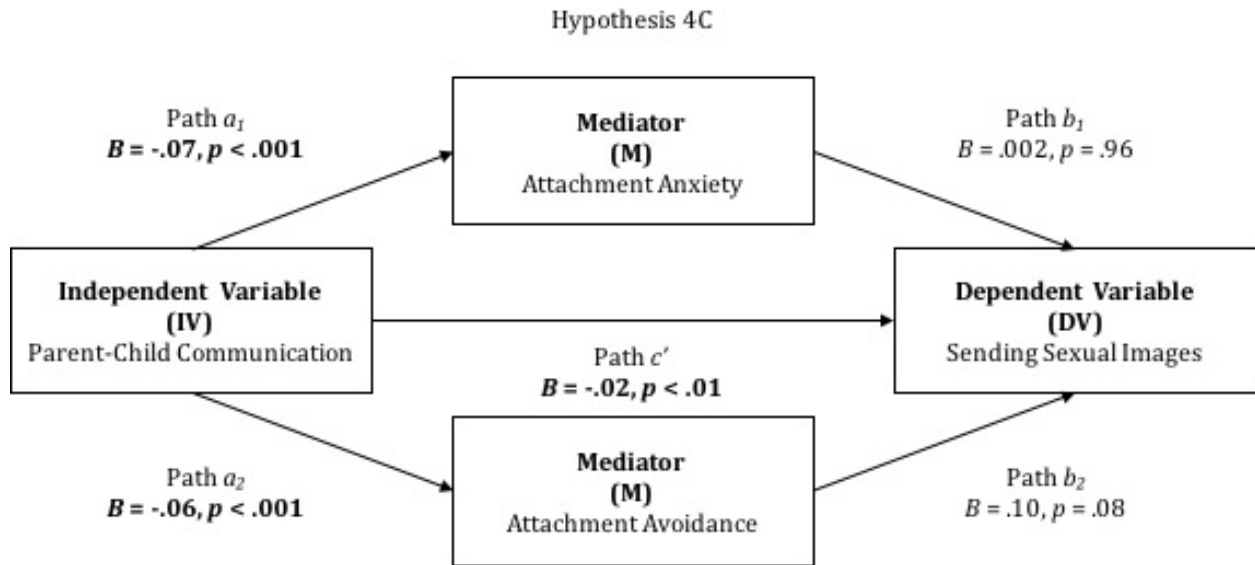 Hypothesis 4C
Path a₁
B = -.07, p < .001
Mediator
(M)
Attachment Anxiety
Path b₁
B = .002, p = .96
Independent Variable
(IV)
Parent-Child Communication
Dependent Variable
(DV)
Sending Sexual Images
Path c′
B = -.02, p < .01
Path a₂
B = -.06, p < .001
Mediator
(M)
Attachment Avoidance
Path b₂
B = .10, p = .08